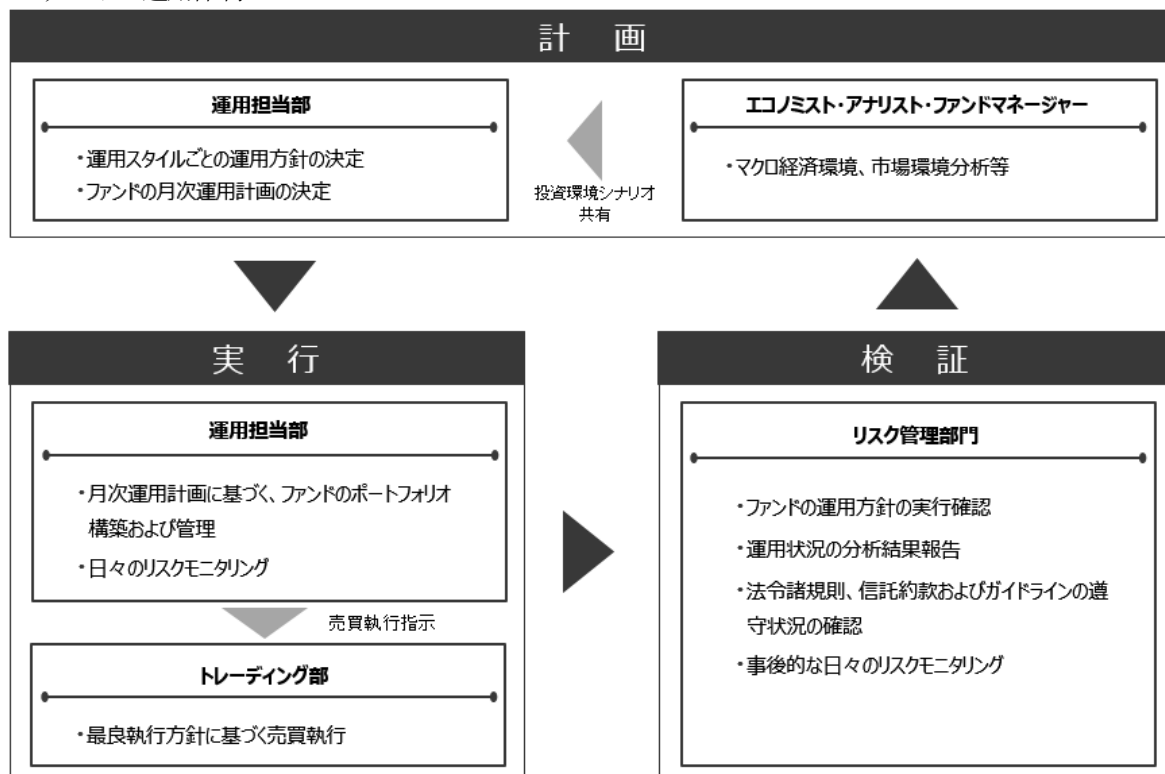 計 画
運用担当部
・運用スタイルごとの運用方針の決定
・ファンドの月次運用計画の決定
投資環境シナリオ
共有
エコノミスト・アナリスト・ファンドマネージャー
・マクロ経済環境、市場環境分析等
実 行
運用担当部
・月次運用計画に基づく、ファンドのポートフォリオ
構築および管理
・日々のリスクモニタリング
売買執行指示
トレーディング部
・最良執行方針に基づく売買執行
検 証
リスク管理部門
・ファンドの運用方針の実行確認
・運用状況の分析結果報告
・法令諸規則、信託約款およびガイドラインの遵
守状況の確認
・事後的な日々のリスクモニタリング